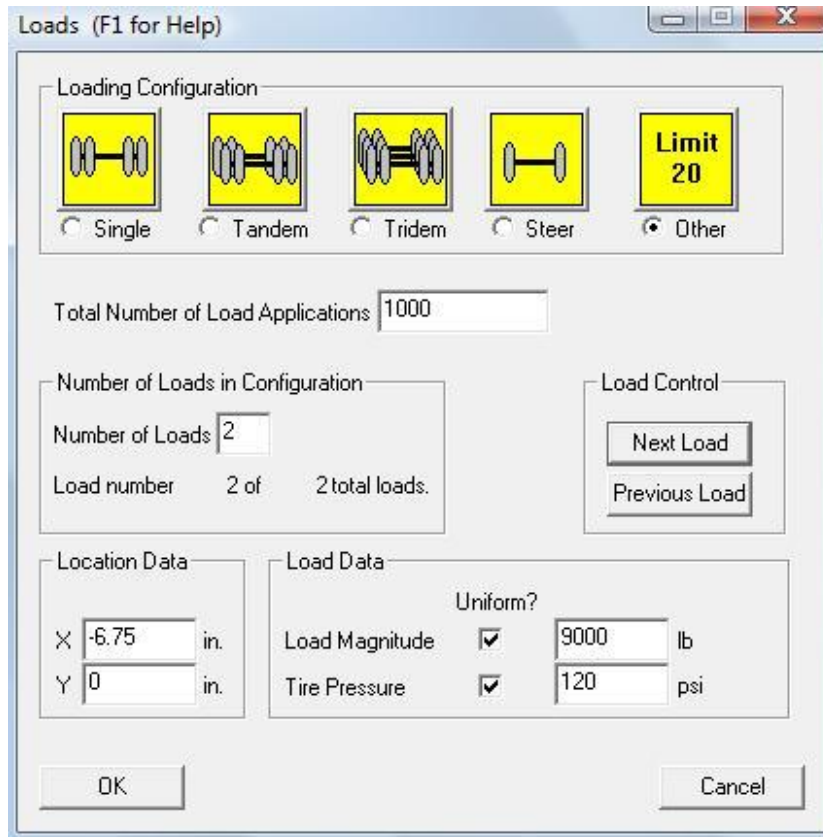 Loads (F1 for Help)
Loading Configuration
Limit
20
Single Tandem Tridem Steer Other
Total Number of Load Applications 1000
Number of Loads in Configuration
Number of Loads 2
Load number 2 of 2 total loads.
Load Control
Next Load
Previous Load
Location Data
X -6.75 in.
Y 0 in.
Load Data
Uniform?
Load Magnitude 9000 lb
Tire Pressure 120 psi
OK Cancel